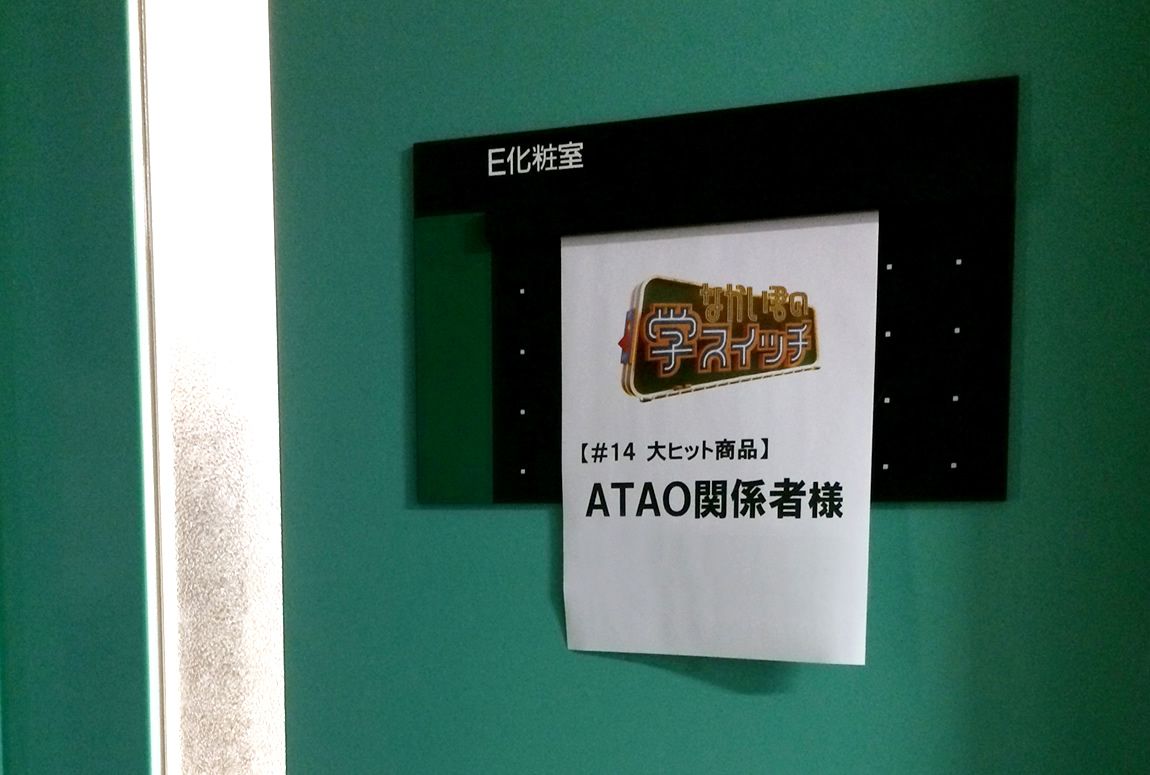 E化粧室
なかい君の
学スイッチ
【＃14 大ヒット商品】
ATAO関係者様